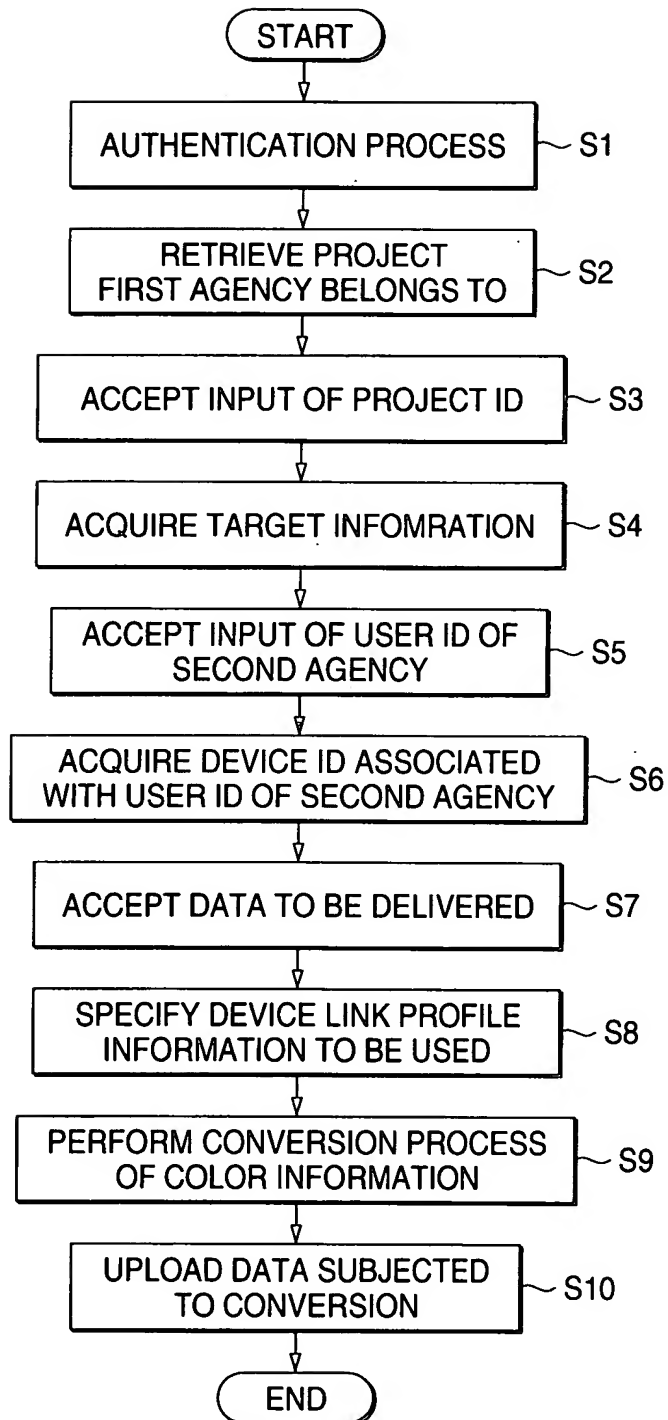 START
AUTHENTICATION PROCESS
S1
RETRIEVE PROJECT
FIRST AGENCY BELONGS TO
S2
ACCEPT INPUT OF PROJECT ID
S3
ACQUIRE TARGET INFOMRATION
S4
ACCEPT INPUT OF USER ID OF
SECOND AGENCY
S5
ACQUIRE DEVICE ID ASSOCIATED
WITH USER ID OF SECOND AGENCY
S6
ACCEPT DATA TO BE DELIVERED
S7
SPECIFY DEVICE LINK PROFILE
INFORMATION TO BE USED
S8
PERFORM CONVERSION PROCESS
OF COLOR INFORMATION
S9
UPLOAD DATA SUBJECTED
TO CONVERSION
S10
END